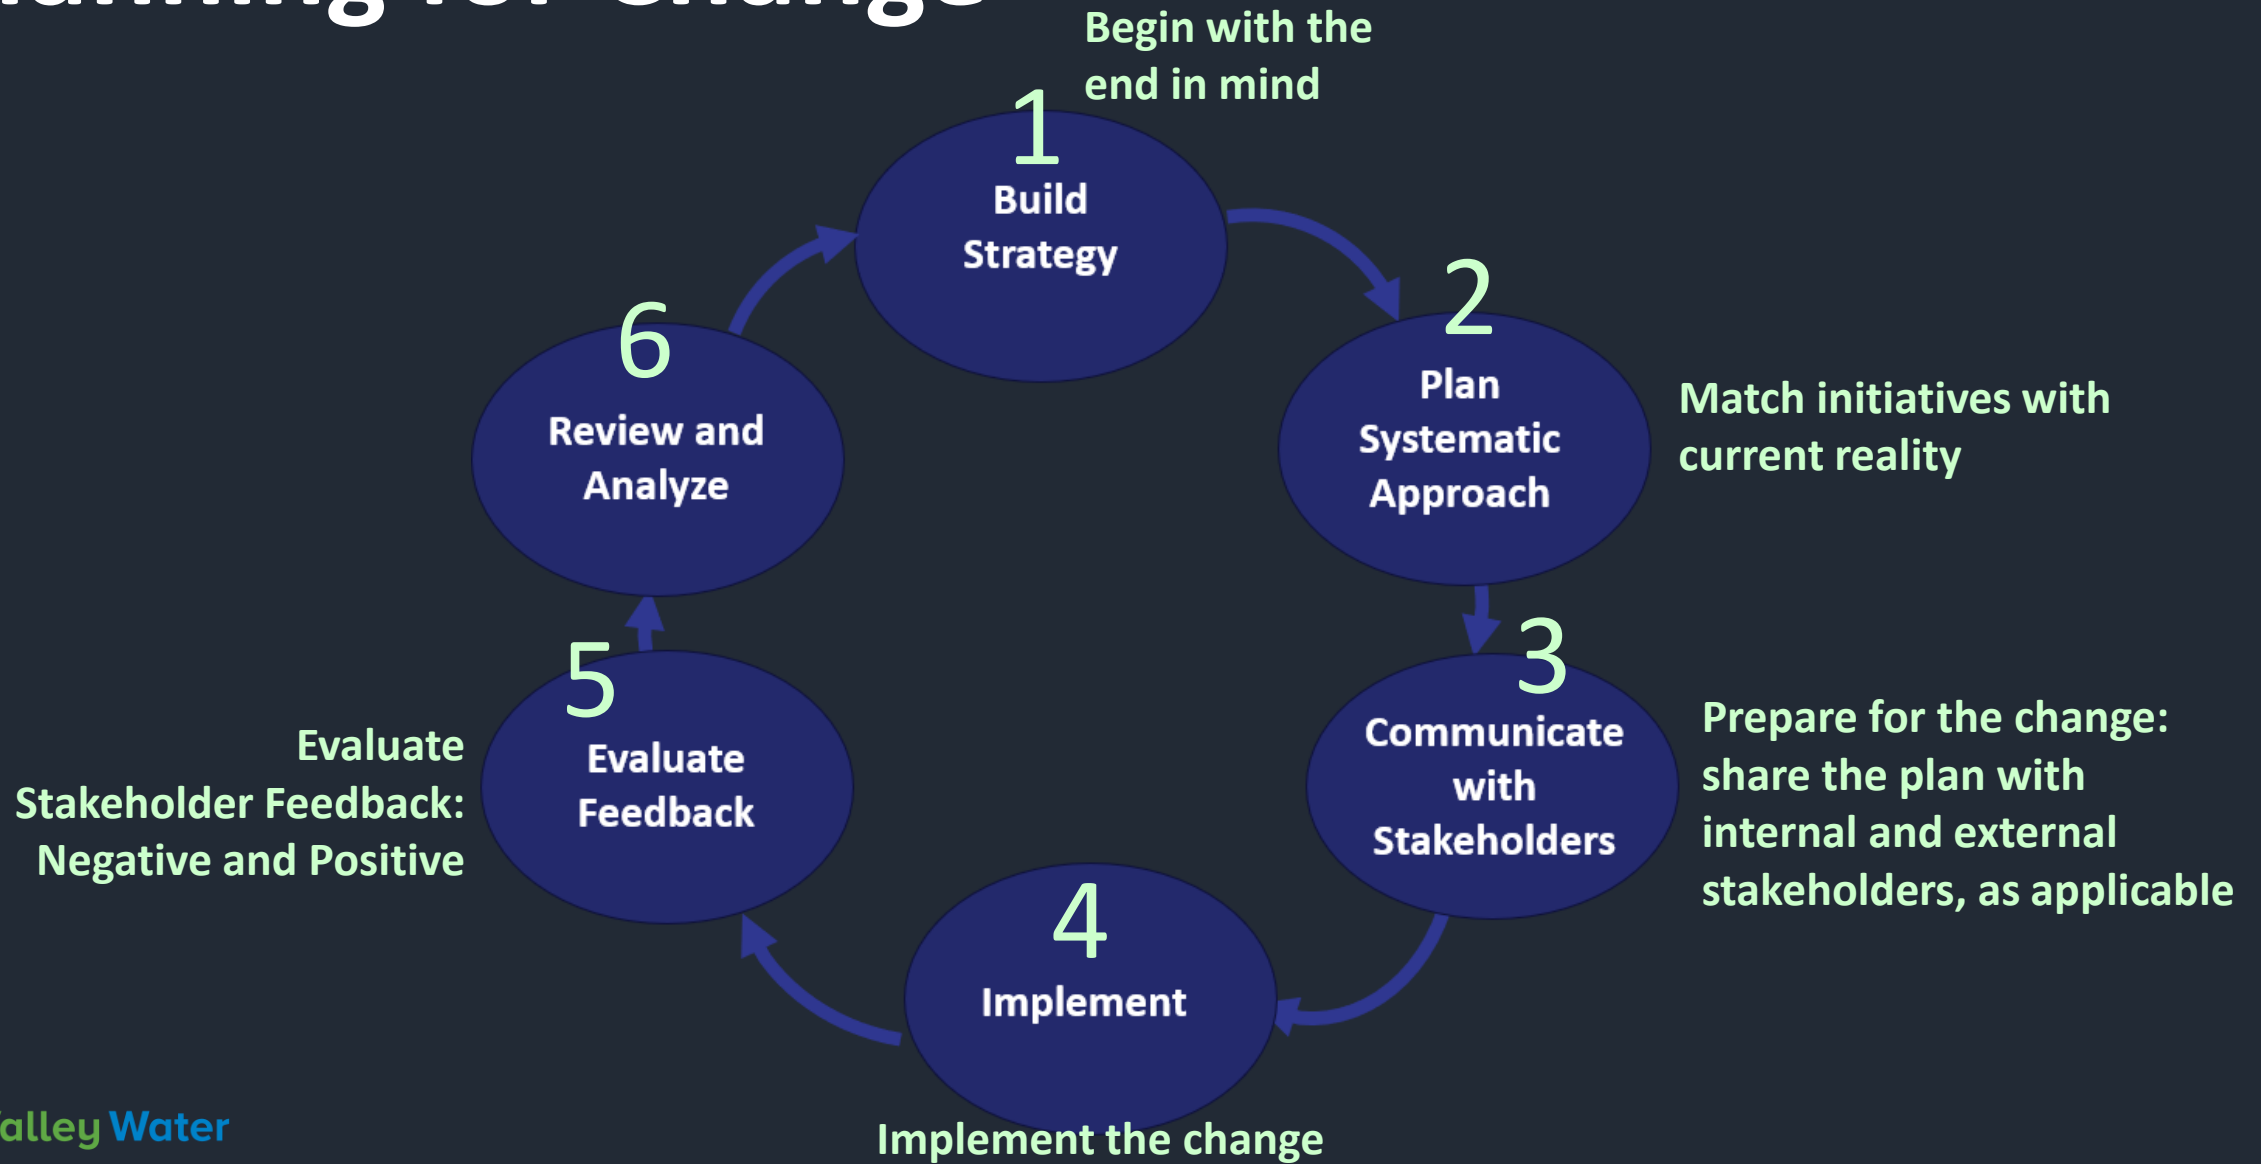 Begin with the
end in mind
1
Build
Strategy
2
Plan
Systematic
Approach
Match initiatives with
current reality
3
Communicate
with
Stakeholders
Prepare for the change:
share the plan with
internal and external
stakeholders, as applicable
4
Implement
Implement the change
5
Evaluate
Feedback
Evaluate
Stakeholder Feedback:
Negative and Positive
6
Review and
Analyze
alley Water